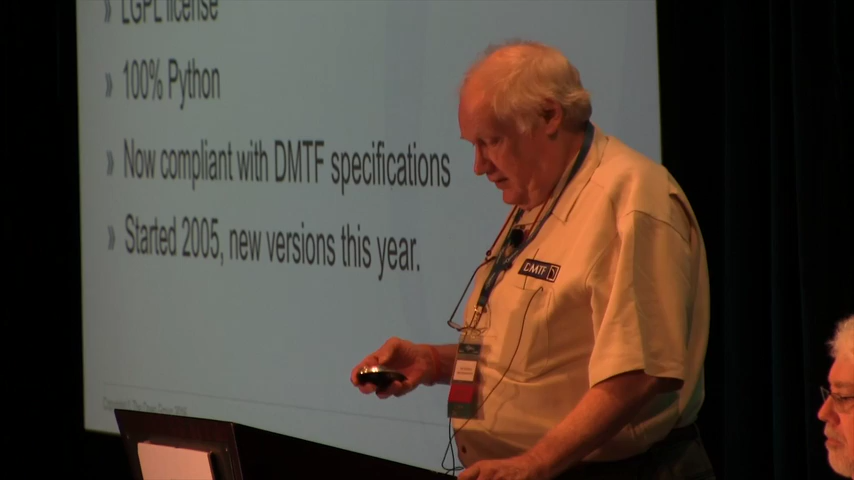 » LGPL license
» 100% Python
» Now compliant with DMTF specifications
» Started 2005, new versions this year.
DMTF